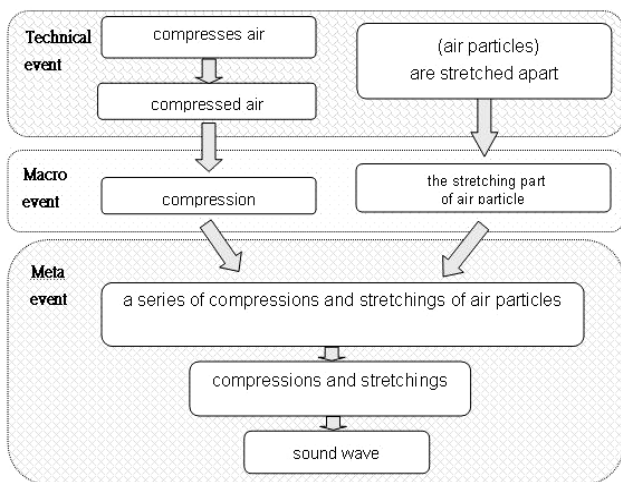 Technical
event
compresses air
compressed air
(air particles)
are stretched apart
Macro
event
compression
the stretching part
of air particle
Meta
event
a series of compressions and stretchings of air particles
compressions and stretchings
sound wave